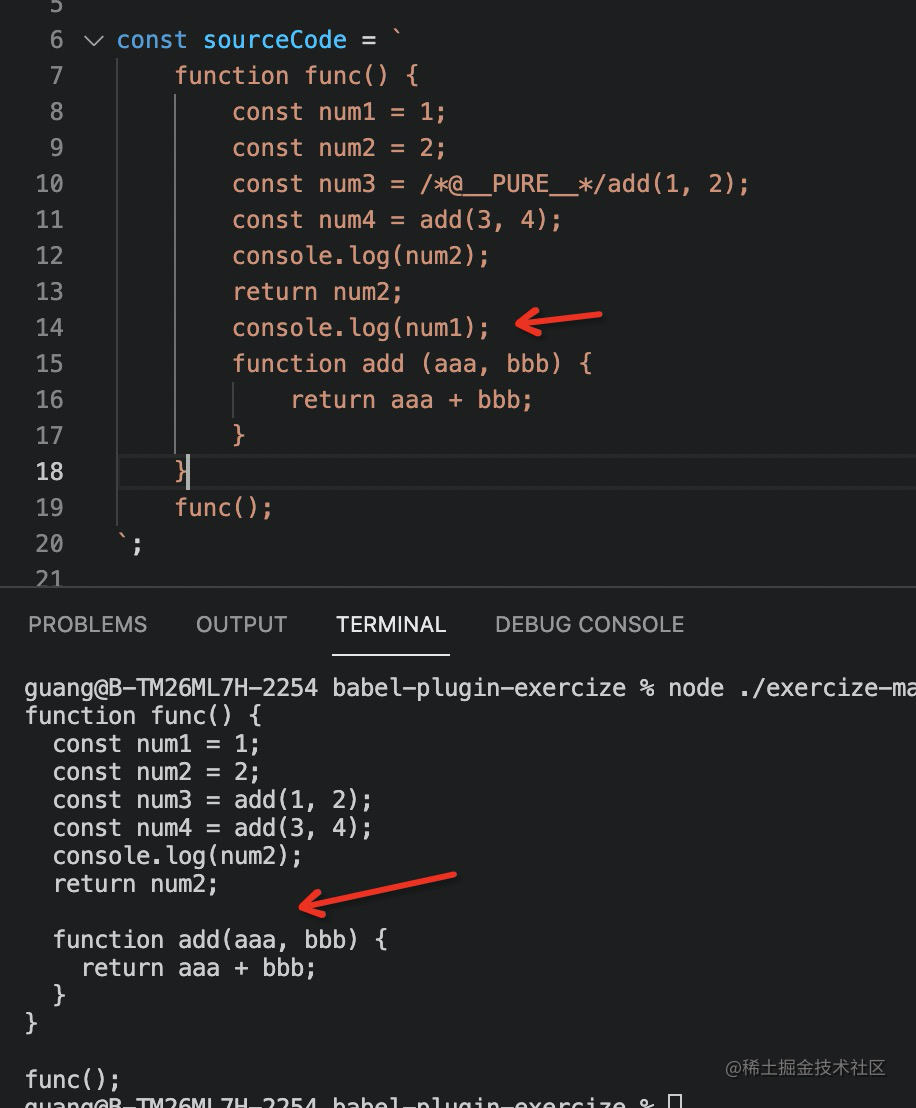 5
6 const sourceCode = `
7 function func() {
8 const num1 = 1;
9 const num2 = 2;
10 const num3 = /*@__PURE__*/add(1, 2);
11 const num4 = add(3, 4);
12 console.log(num2);
13 return num2;
14 console.log(num1);
15 function add (aaa, bbb) {
16 return aaa + bbb;
17 }
18 }
19 func();
20 `;
21
PROBLEMS OUTPUT TERMINAL DEBUG CONSOLE
guang@B-TM26ML7H-2254 babel-plugin-exercize % node ./exercize-ma
function func() {
const num1 = 1;
const num2 = 2;
const num3 = add(1, 2);
const num4 = add(3, 4);
console.log(num2);
return num2;
function add(aaa, bbb) {
return aaa + bbb;
}
}
func();
@稀土掘金技术社区
guang@B-TM26ML7H-2254 babel-plugin-exercize %